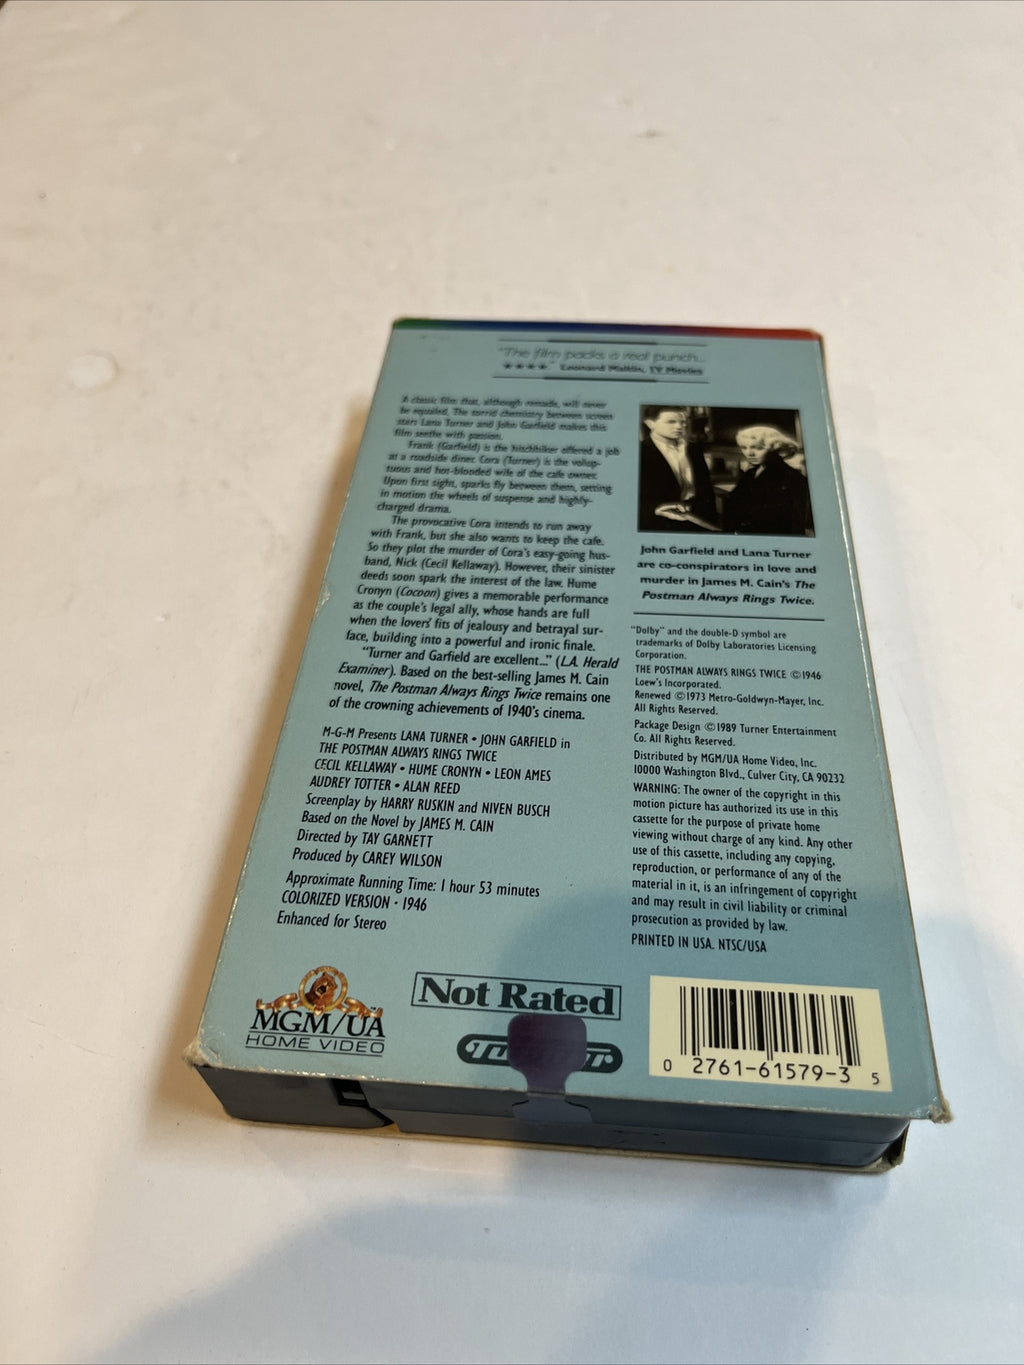 "The film packs a real punch...
★★★★" Leonard Maltin, TV Movies
A classic film that, although remade, will never
be equalled. The torrid chemistry between screen
stars Lana Turner and John Garfield makes this
film seethe with passion.
Frank (Garfield) is the hitchhiker offered a job
at a roadside diner. Cora (Turner) is the volup-
tuous and hot-blooded wife of the cafe owner.
Upon first sight, sparks fly between them, setting
in motion the wheels of suspense and highly-
charged drama.
The provocative Cora intends to run away
with Frank, but she also wants to keep the cafe.
So they plot the murder of Cora's easy-going hus-
band, Nick (Cecil Kellaway). However, their sinister
deeds soon spark the interest of the law. Hume
Cronyn (Cocoon) gives a memorable performance
as the couple's legal ally, whose hands are full
when the lovers' fits of jealousy and betrayal sur-
face, building into a powerful and ironic finale.
"Turner and Garfield are excellent..." (L.A. Herald
Examiner). Based on the best-selling James M. Cain
novel, The Postman Always Rings Twice remains one
of the crowning achievements of 1940's cinema.
M-G-M Presents LANA TURNER • JOHN GARFIELD in
THE POSTMAN ALWAYS RINGS TWICE
CECIL KELLAWAY • HUME CRONYN • LEON AMES
AUDREY TOTTER • ALAN REED
Screenplay by HARRY RUSKIN and NIVEN BUSCH
Based on the Novel by JAMES M. CAIN
Directed by TAY GARNETT
Produced by CAREY WILSON
Approximate Running Time: 1 hour 53 minutes
COLORIZED VERSION • 1946
Enhanced for Stereo
John Garfield and Lana Turner
are co-conspirators in love and
murder in James M. Cain's The
Postman Always Rings Twice.
"Dolby" and the double-D symbol are
trademarks of Dolby Laboratories Licensing
Corporation.
THE POSTMAN ALWAYS RINGS TWICE ©1946
Loew's Incorporated.
Renewed ©1973 Metro-Goldwyn-Mayer, Inc.
All Rights Reserved.
Package Design ©1989 Turner Entertainment
Co. All Rights Reserved.
Distributed by MGM/UA Home Video, Inc.
10000 Washington Blvd., Culver City, CA 90232
WARNING: The owner of the copyright in this
motion picture has authorized its use in this
cassette for the purpose of private home
viewing without charge of any kind. Any other
use of this cassette, including any copying,
reproduction, or performance of any of the
material in it, is an infringement of copyright
and may result in civil liability or criminal
prosecution as provided by law.
PRINTED IN USA. NTSC/USA
MGM/UA
HOME VIDEO
Not Rated
Turner
0 2761-61579-3 5